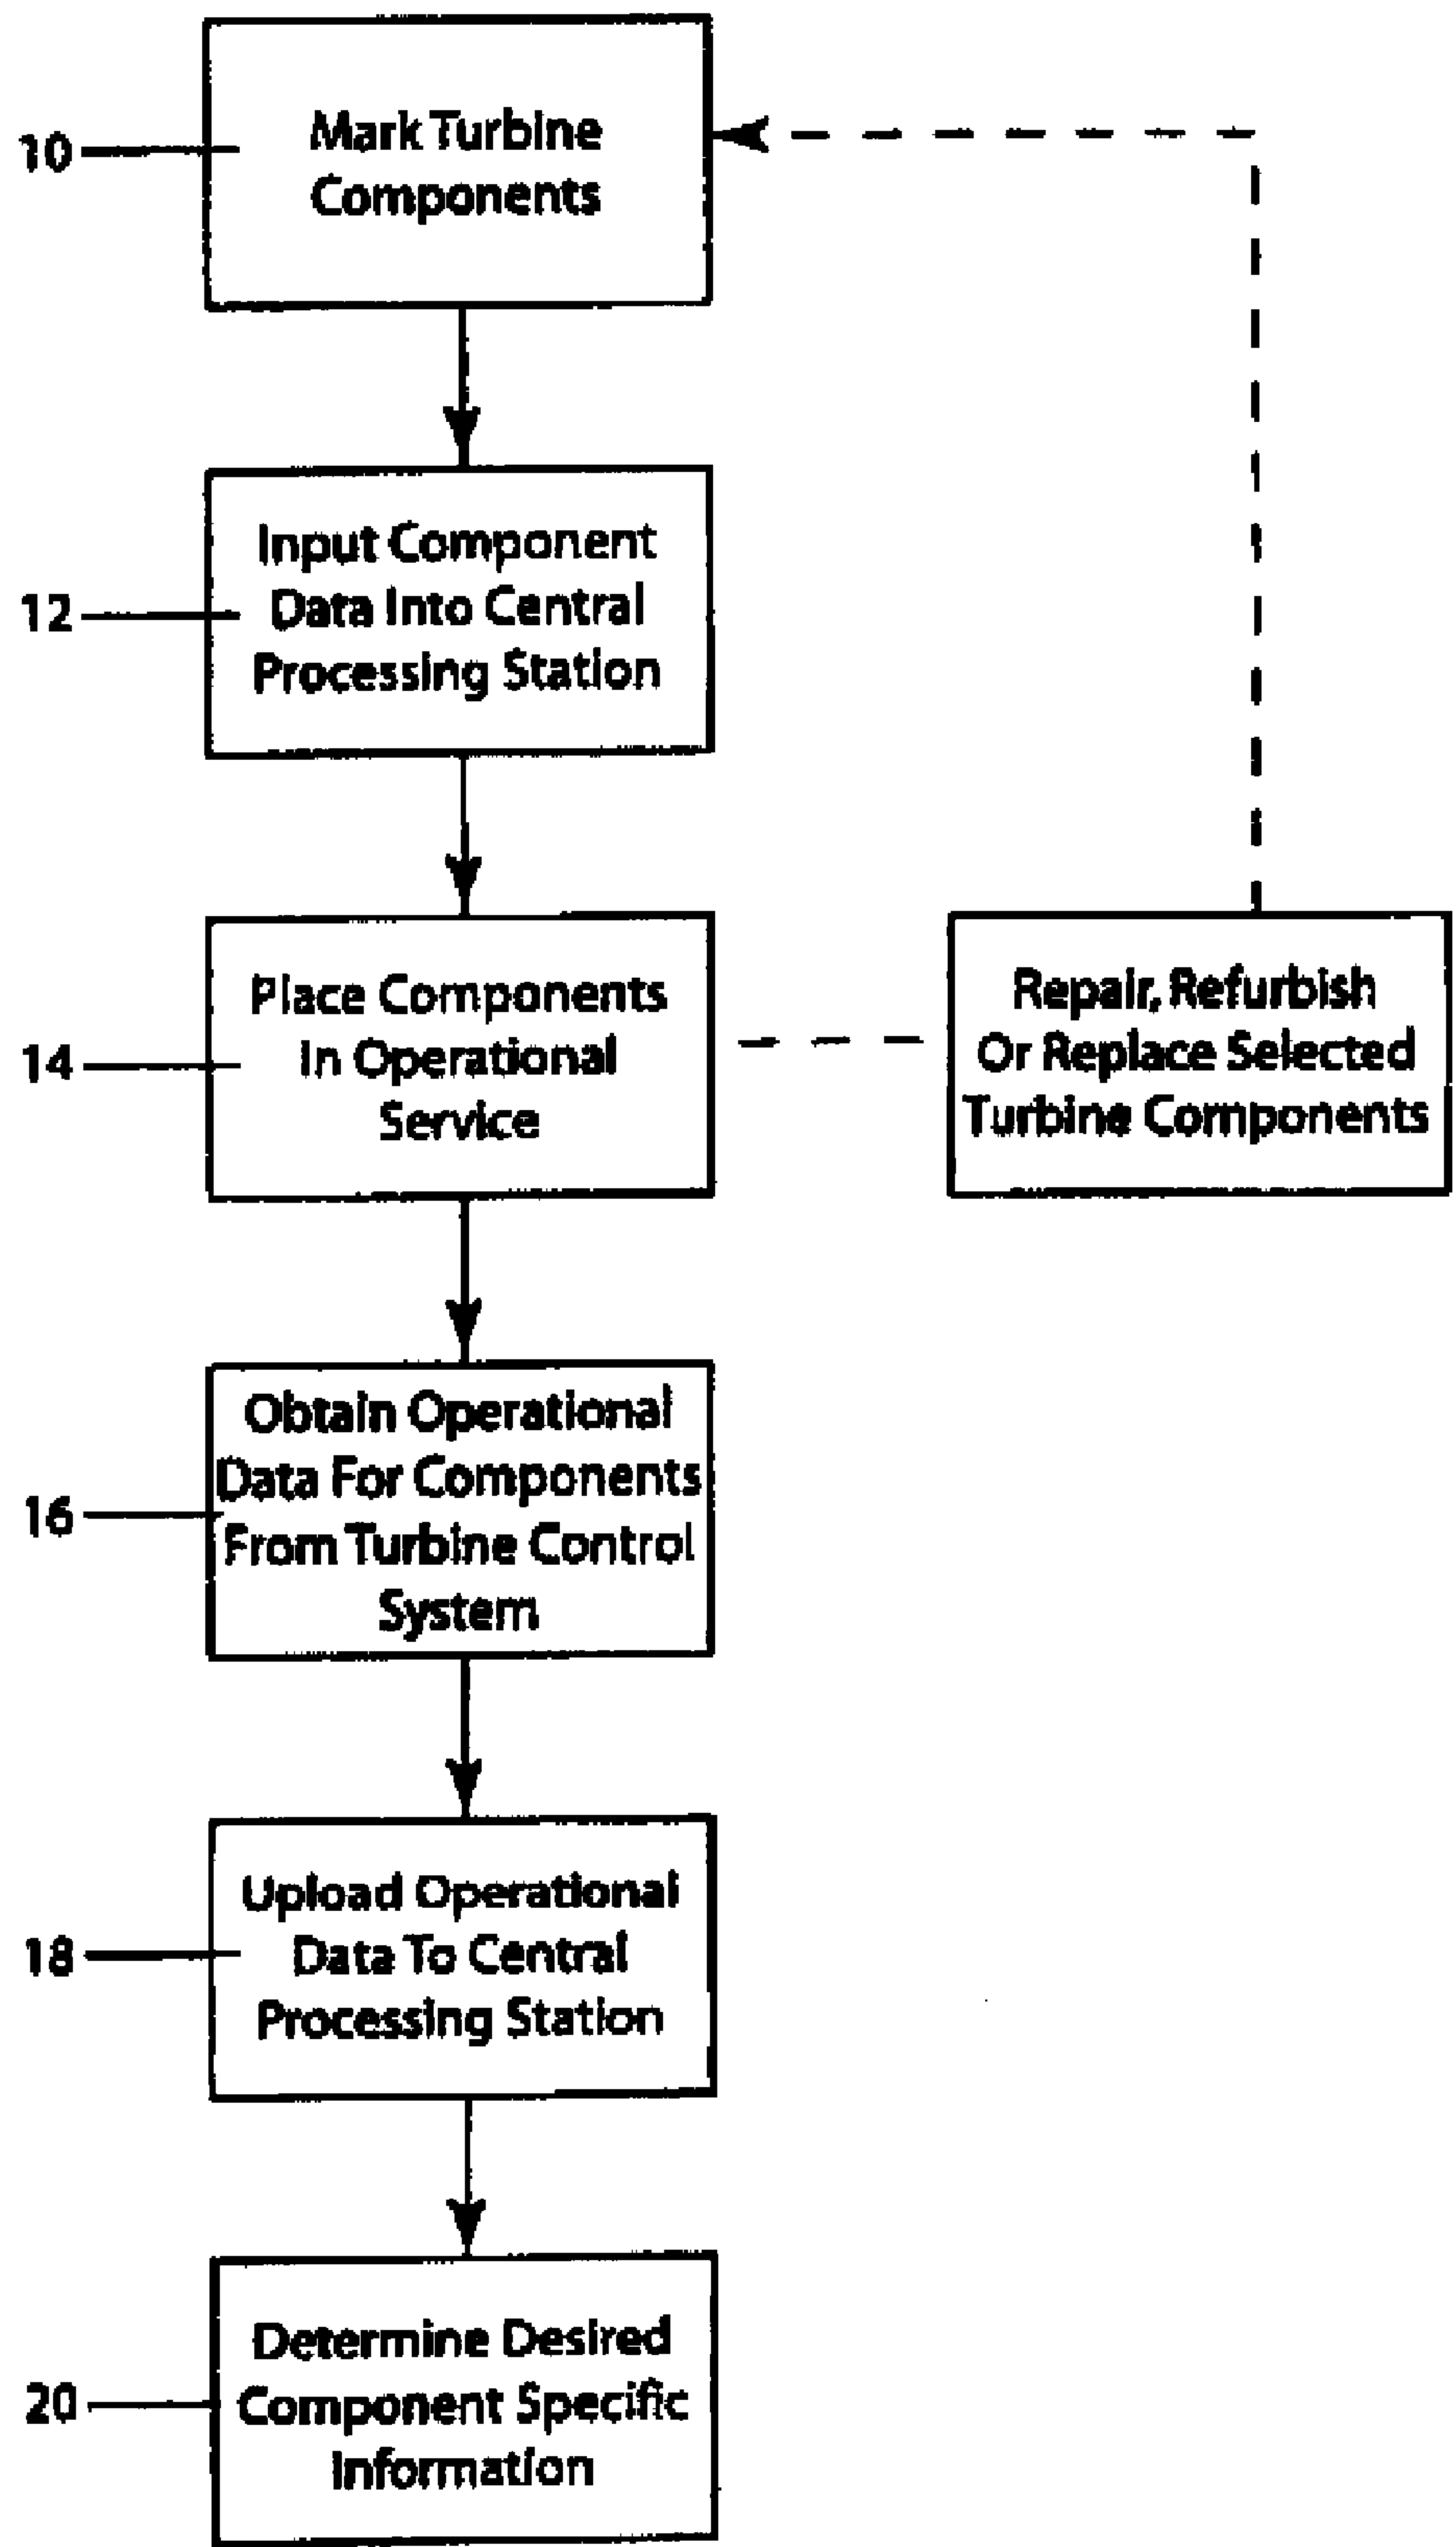 10
Mark Turbine
Components
12
Input Component
Data Into Central
Processing Station
14
Place Components
In Operational
Service
Repair, Refurbish
Or Replace Selected
Turbine Components
16
Obtain Operational
Data For Components
From Turbine Control
System
18
Upload Operational
Data To Central
Processing Station
20
Determine Desired
Component Specific
Information